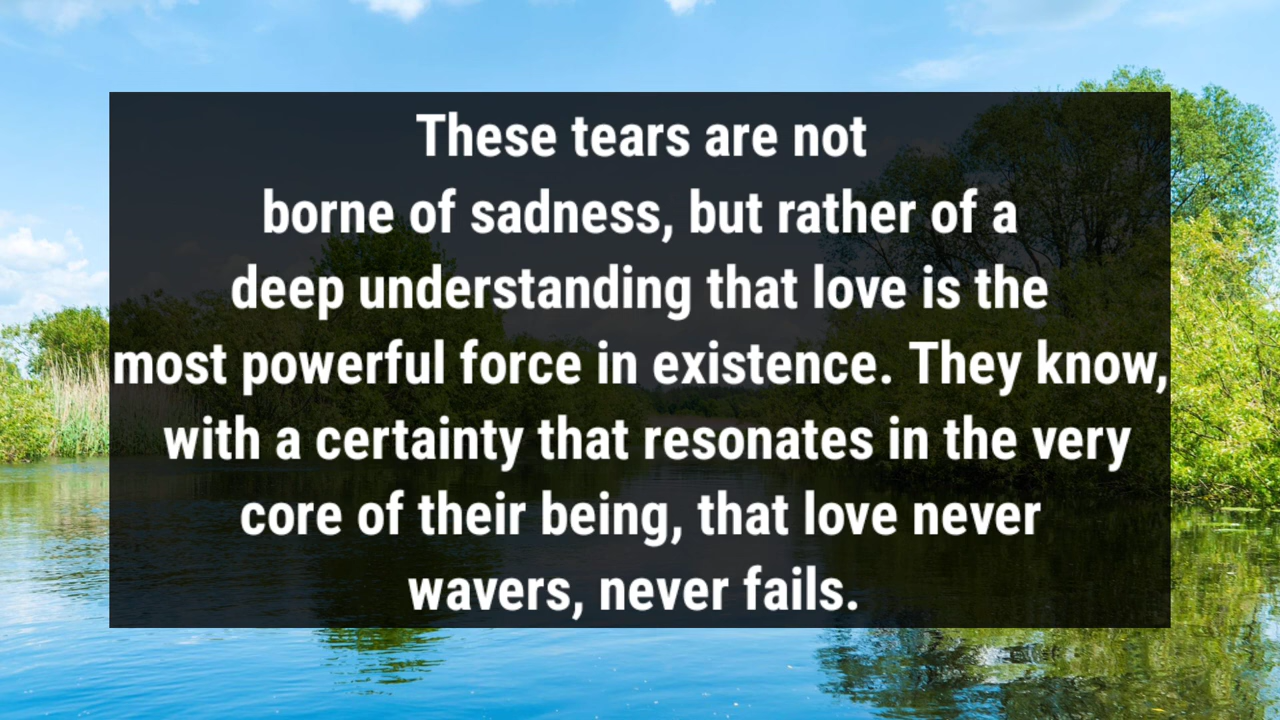 These tears are not
borne of sadness, but rather of a
deep understanding that love is the
most powerful force in existence. They know,
with a certainty that resonates in the very
core of their being, that love never
wavers, never fails.